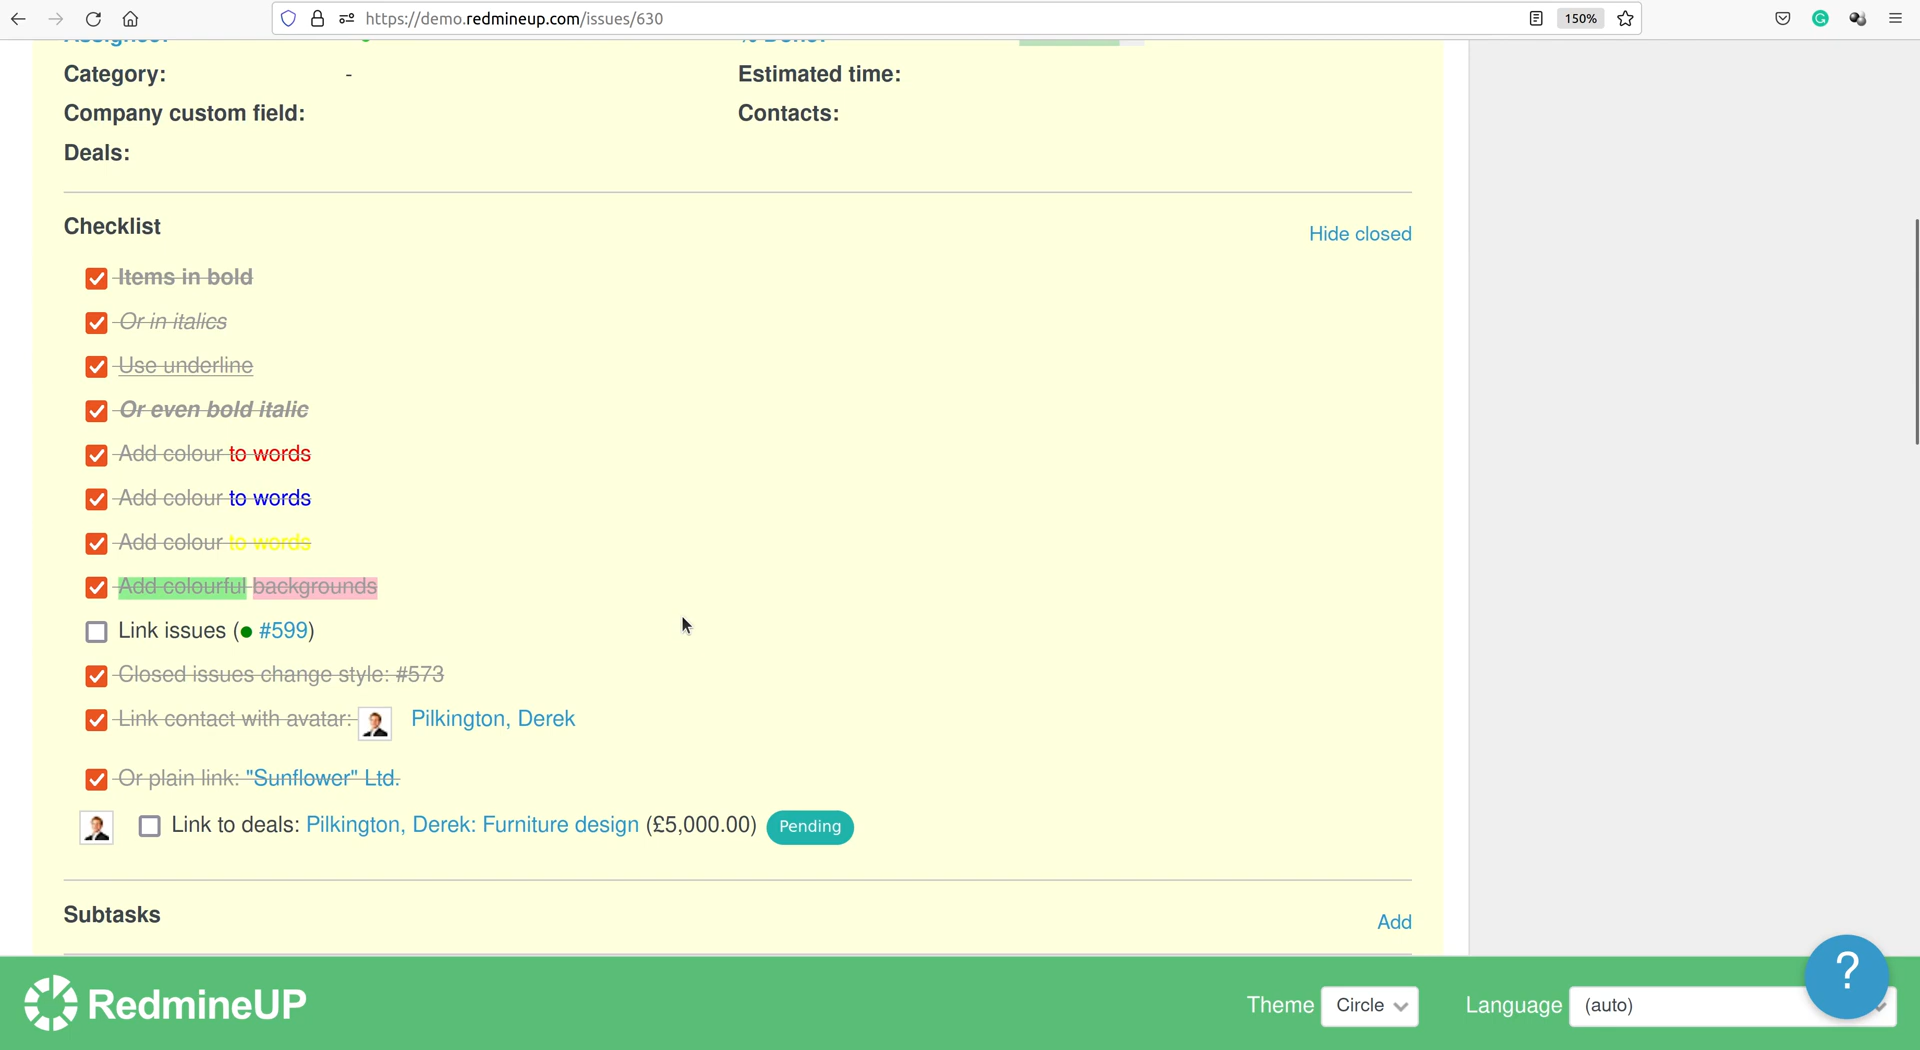 https://demo.redmineup.com/issues/630
150%
Category: -
Estimated time:
Company custom field:
Contacts:
Deals:
Checklist
Hide closed
Items in bold
Or in italics
Use underline
Or even bold italic
Add colour to words
Add colour to words
Add colour to words
Add colourful backgrounds
Link issues (● #599)
Closed issues change style: #573
Link contact with avatar: Pilkington, Derek
Or plain link: "Sunflower" Ltd.
Link to deals: Pilkington, Derek: Furniture design (£5,000.00) Pending
Subtasks
Add
?
RedmineUP
Theme Circle
Language (auto)